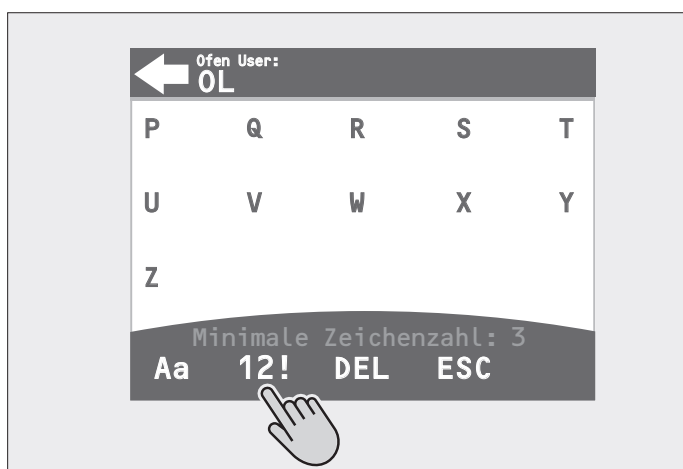 Ofen User:
OL
P Q R S T
U V W X Y
Z
Minimale Zeichenzahl: 3
Aa 12! DEL ESC